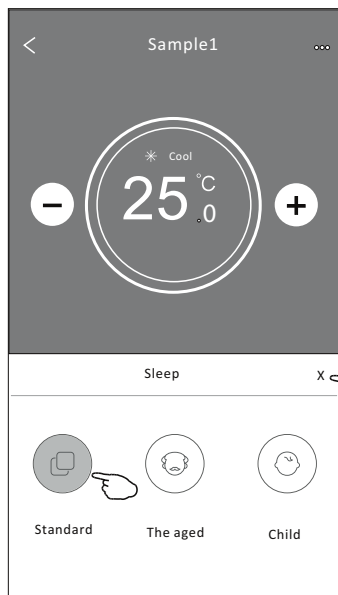 Sample1
Cool
25.0 °C
Sleep X
Standard The aged Child